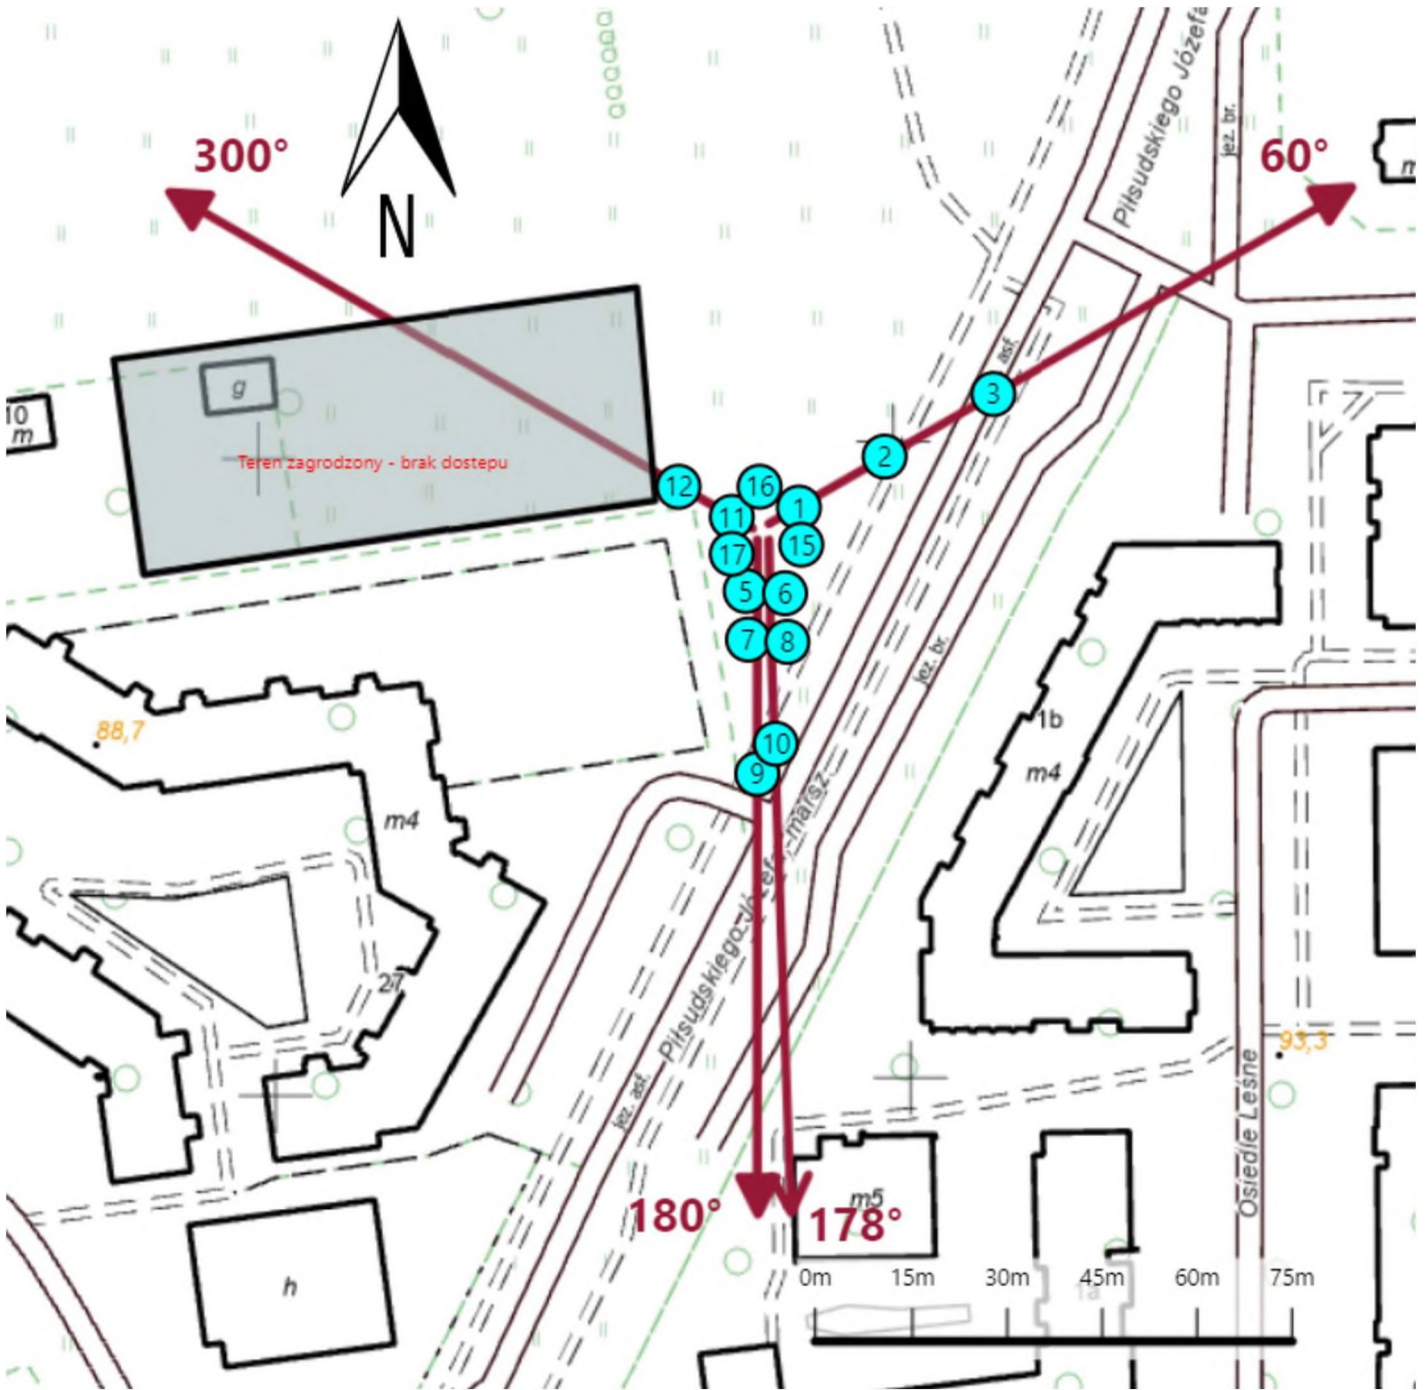 300°
60°
N
Piłsudskiego Józefa
jez. br.
m
asf.
g
10
m
Teren zagrodzony - brak dostepu
3
2
12
16
1
11
15
17
5
6
7
8
10
9
jez. br.
88,7
m4
1b
m4
marsz
Piłsudskiego Józefa
27
jez. asf.
93,3
Osiedle Leśne
180°
178°
m5
h
0m 15m 30m 45m 60m 75m